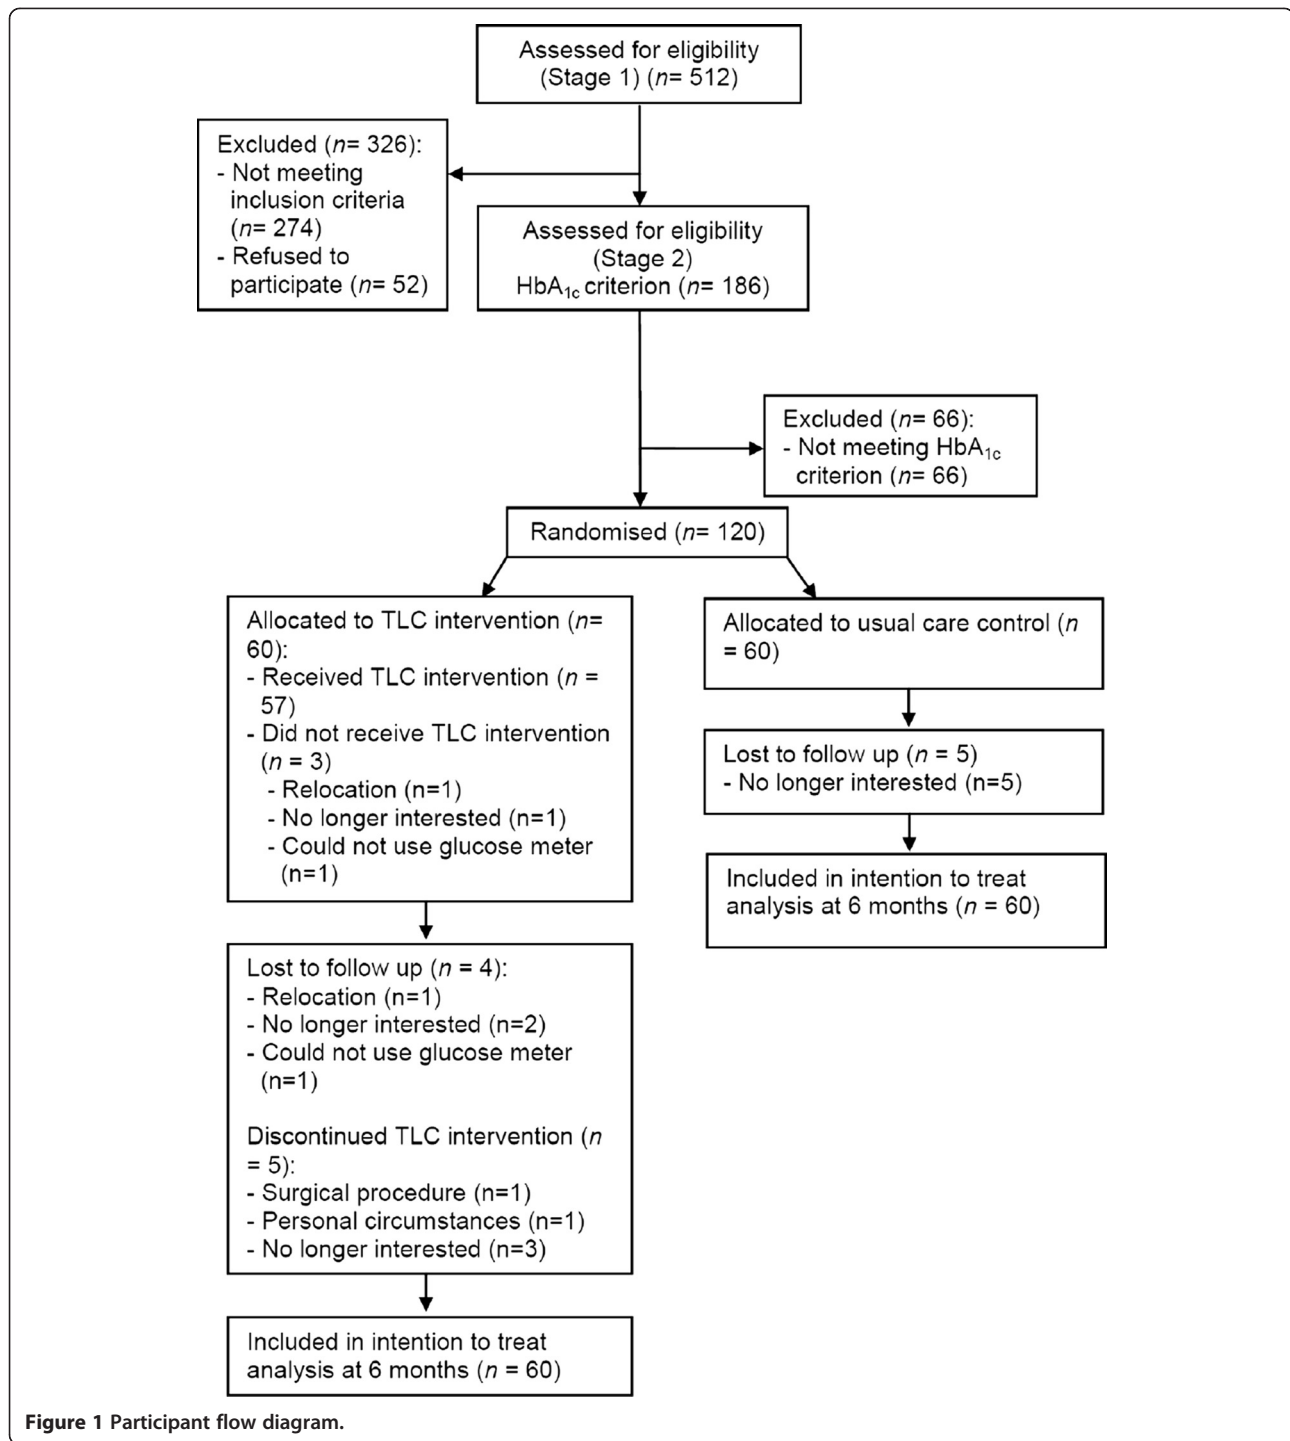 Assessed for eligibility
(Stage 1) (n= 512)
Excluded (n= 326):
- Not meeting
inclusion criteria
(n= 274)
- Refused to
participate (n= 52)
Assessed for eligibility
(Stage 2)
HbA1c criterion (n= 186)
Excluded (n= 66):
- Not meeting HbA1c
criterion (n= 66)
Randomised (n= 120)
Allocated to TLC intervention (n=
60):
- Received TLC intervention (n =
57)
- Did not receive TLC intervention
(n = 3)
- Relocation (n=1)
- No longer interested (n=1)
- Could not use glucose meter
(n=1)
Allocated to usual care control (n
= 60)
Lost to follow up (n = 5)
- No longer interested (n=5)
Included in intention to treat
analysis at 6 months (n = 60)
Lost to follow up (n = 4):
- Relocation (n=1)
- No longer interested (n=2)
- Could not use glucose meter
(n=1)
Discontinued TLC intervention (n
= 5):
- Surgical procedure (n=1)
- Personal circumstances (n=1)
- No longer interested (n=3)
Included in intention to treat
analysis at 6 months (n = 60)
Figure 1 Participant flow diagram.